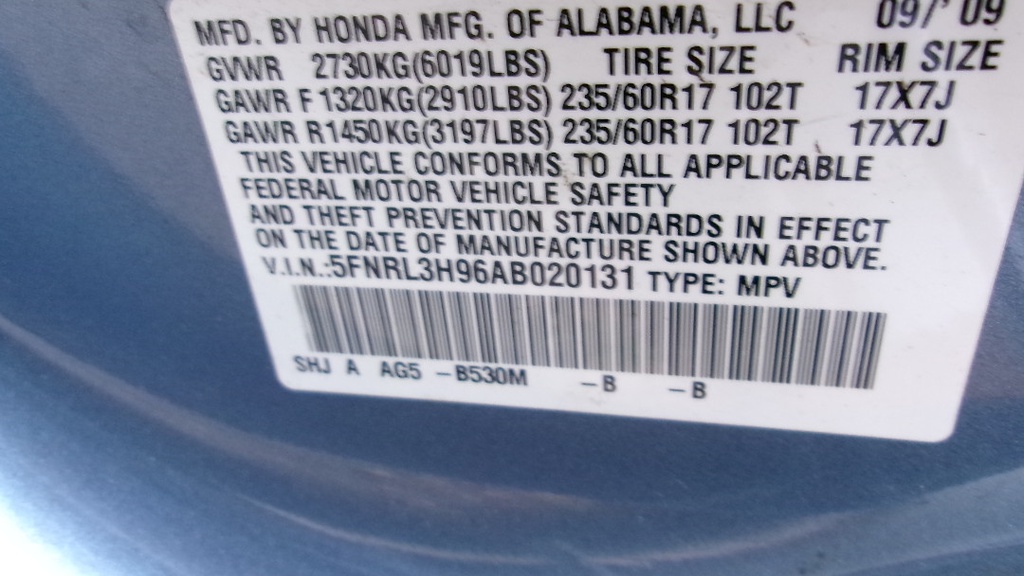 MFD. BY HONDA MFG. OF ALABAMA, LLC 09/'09
GVWR 2730KG(6019LBS) TIRE SIZE RIM SIZE
GAWR F 1320KG(2910LBS) 235/60R17 102T 17X7J
GAWR R1450KG(3197LBS) 235/60R17 102T 17X7J
THIS VEHICLE CONFORMS TO ALL APPLICABLE
FEDERAL MOTOR VEHICLE SAFETY
AND THEFT PREVENTION STANDARDS IN EFFECT
ON THE DATE OF MANUFACTURE SHOWN ABOVE.
V.I.N.:5FNRL3H96AB020131 TYPE: MPV
SHJ A AG5 -B530M -B -B